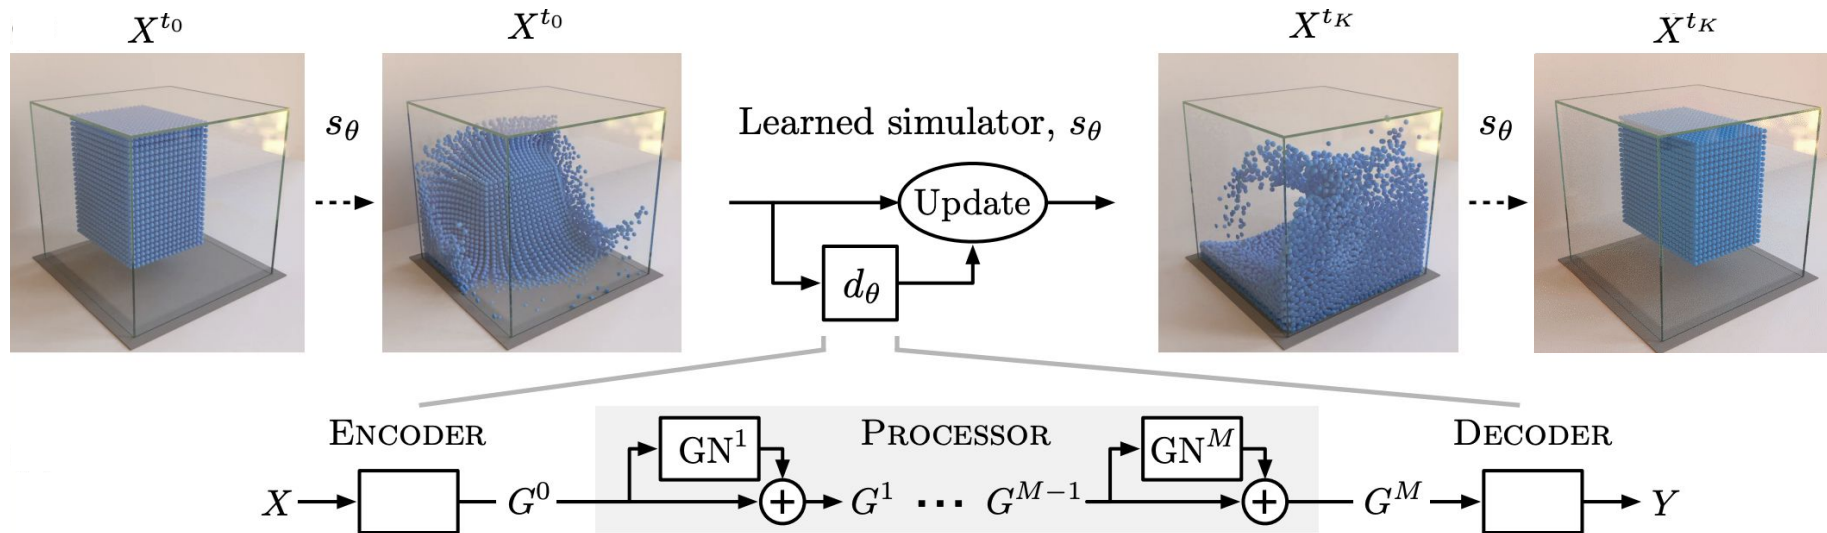 X^{t_0}
X^{t_0}
X^{t_K}
X^{t_K}
s_θ
Learned simulator, s_θ
s_θ
Update
d_θ
ENCODER
PROCESSOR
DECODER
GN^1
GN^M
X
G^0
+
G^1
···
G^{M−1}
+
G^M
Y